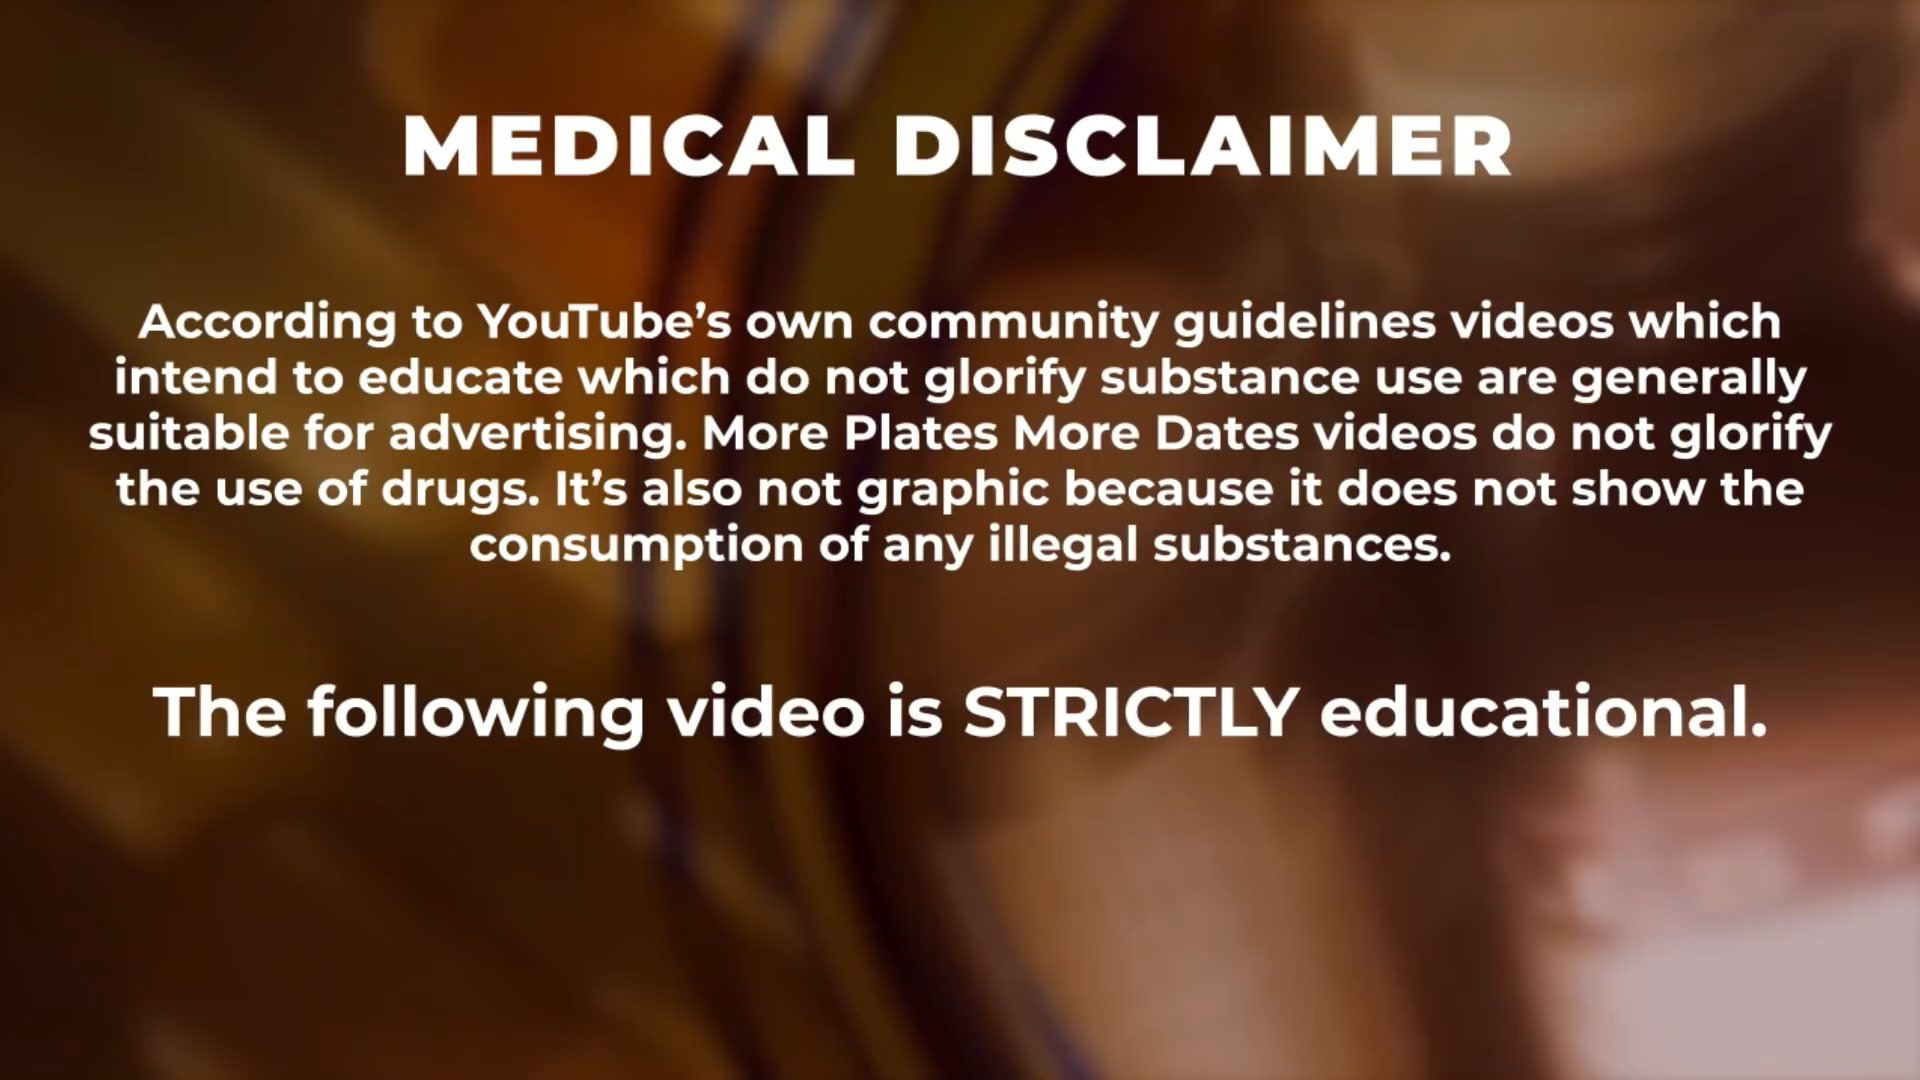 MEDICAL DISCLAIMER
According to YouTube’s own community guidelines videos which
intend to educate which do not glorify substance use are generally
suitable for advertising. More Plates More Dates videos do not glorify
the use of drugs. It’s also not graphic because it does not show the
consumption of any illegal substances.
The following video is STRICTLY educational.